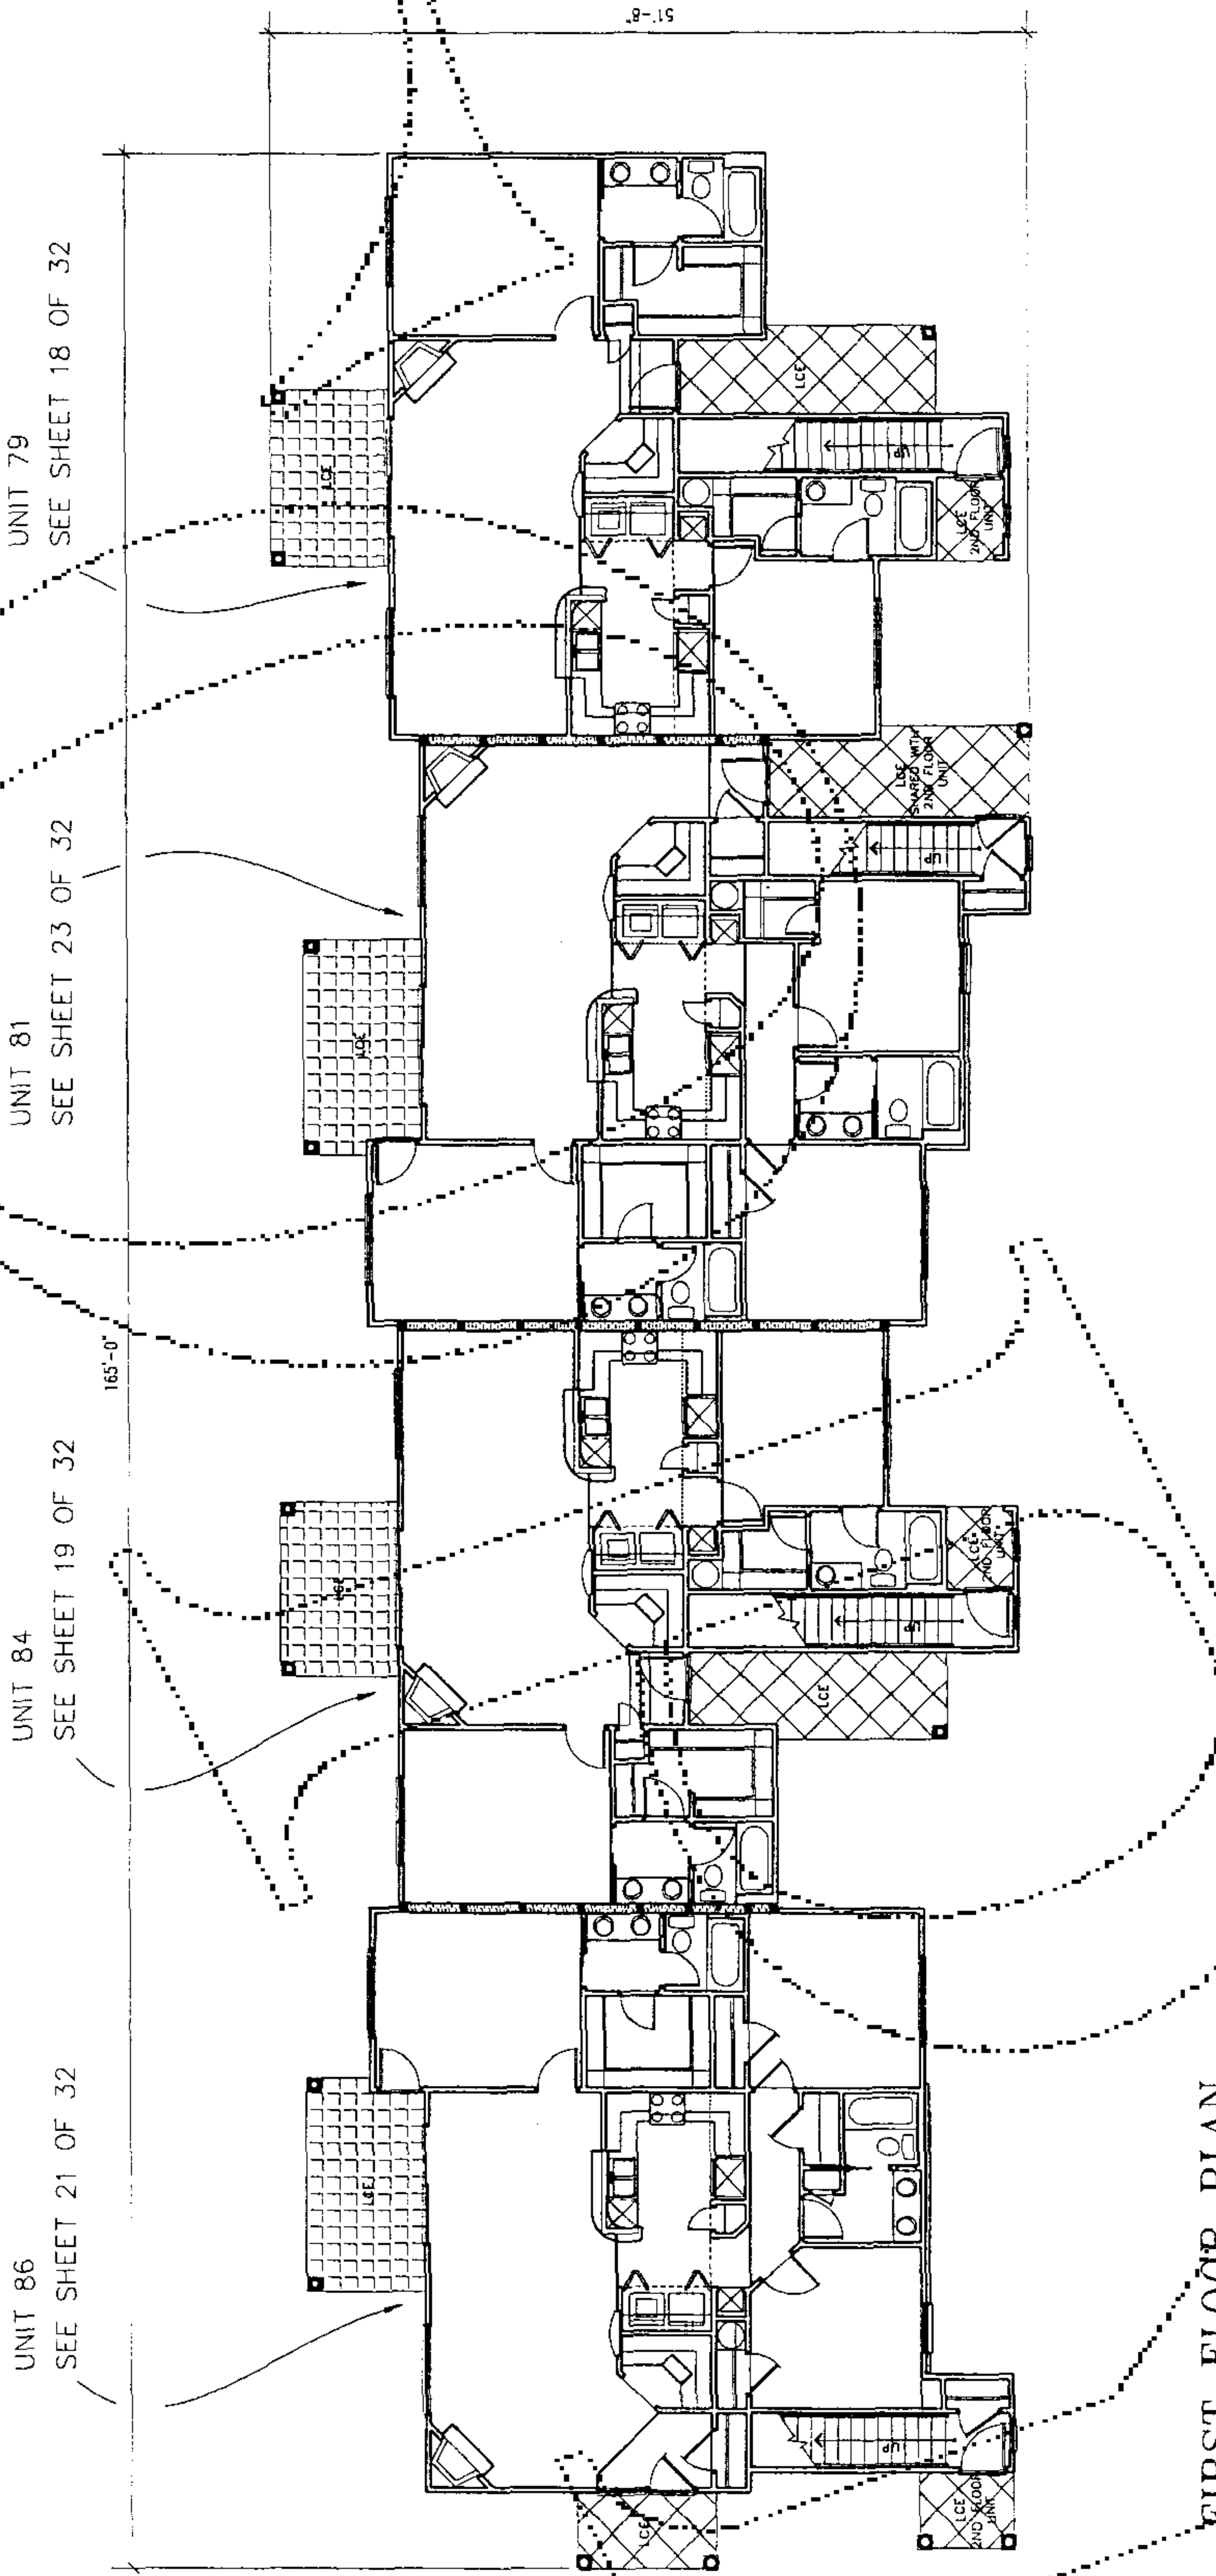 UNIT 86
SEE SHEET 21 OF 32
UNIT 84
SEE SHEET 19 OF 32
UNIT 81
SEE SHEET 23 OF 32
UNIT 79
SEE SHEET 18 OF 32
165'-0"
51'-8"
LCE
LCE
LCE
LCE
LCE
LCE
2ND FLOOR
UNIT
UP
LCE
UP
LCE
2ND FLOOR
UNIT
UP
LCE
SHARED WITH
2ND FLOOR
UNIT
LCE
2ND FLOOR
UNIT
UP
LCE
FIRST FLOOR PLAN